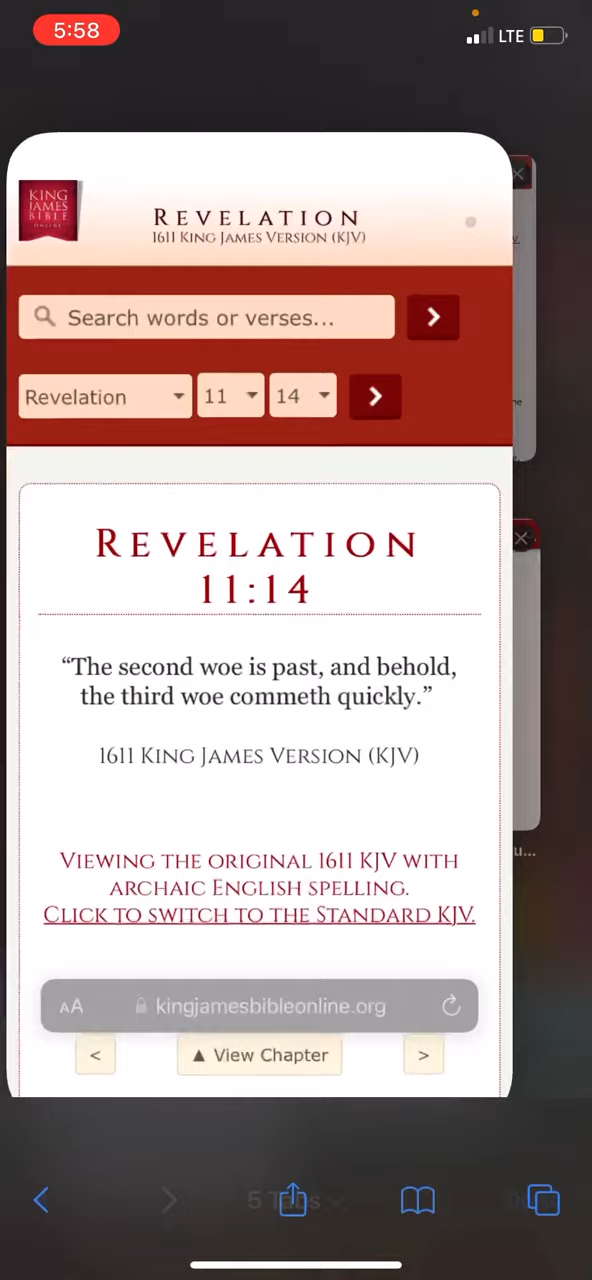 5:58
LTE
KING
JAMES
BIBLE
ONLINE
REVELATION
1611 KING JAMES VERSION (KJV)
Search words or verses...
Revelation 11 14
REVELATION
11:14
“The second woe is past, and behold,
the third woe commeth quickly.”
1611 KING JAMES VERSION (KJV)
VIEWING THE ORIGINAL 1611 KJV WITH
ARCHAIC ENGLISH SPELLING.
CLICK TO SWITCH TO THE STANDARD KJV.
AA kingjamesbibleonline.org
< ▲ View Chapter >
5 Tabs